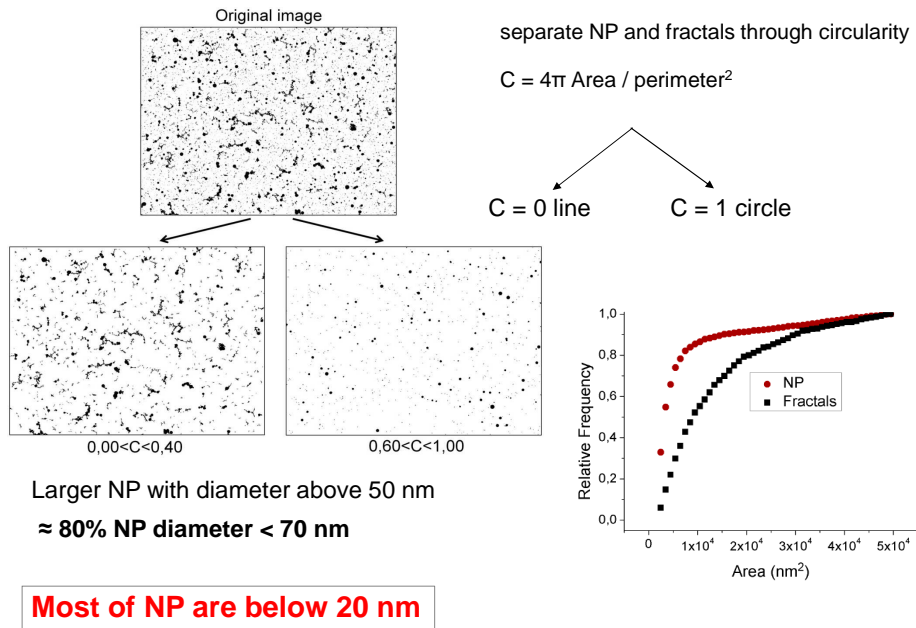 Original image
separate NP and fractals through circularity
C = 4π Area / perimeter²
C = 0 line
C = 1 circle
0,00<C<0,40
0,60<C<1,00
Larger NP with diameter above 50 nm
≈ 80% NP diameter < 70 nm
Most of NP are below 20 nm
Relative Frequency
1,0
0,8
0,6
0,4
0,2
0,0
NP
Fractals
0
1x10⁴
2x10⁴
3x10⁴
4x10⁴
5x10⁴
Area (nm²)